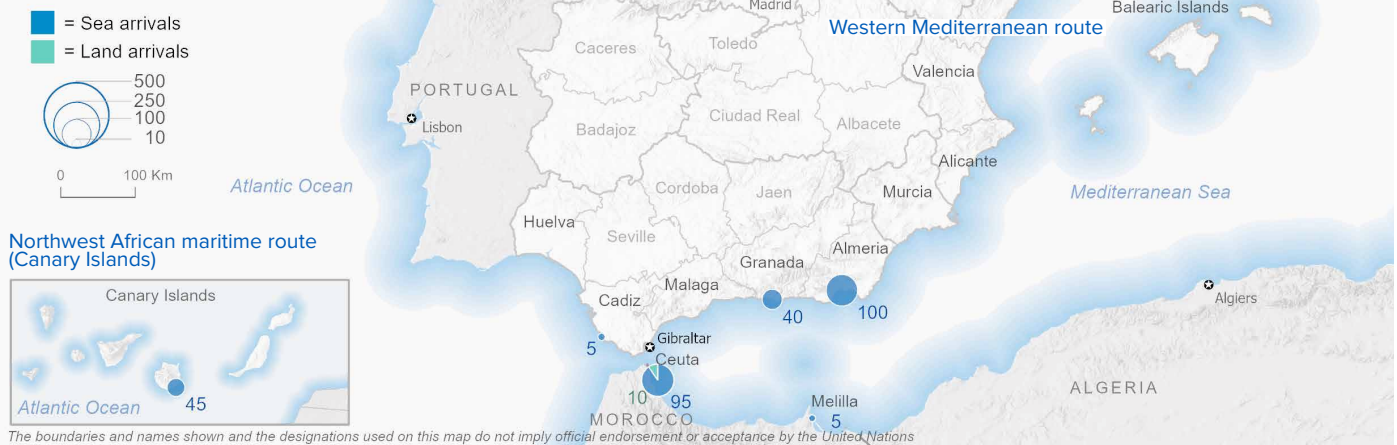 = Sea arrivals
= Land arrivals
500
250
100
10
0 100 Km
Madrid
Western Mediterranean route
Balearic Islands
Caceres
Toledo
Valencia
PORTUGAL
Lisbon
Badajoz
Ciudad Real
Albacete
Alicante
Atlantic Ocean
Cordoba
Jaen
Murcia
Mediterranean Sea
Huelva
Seville
Almeria
Granada
Northwest African maritime route
(Canary Islands)
Canary Islands
Malaga
Cadiz
Algiers
40
100
Gibraltar
5
Ceuta
10
95
ALGERIA
Melilla
5
MOROCCO
45
Atlantic Ocean
The boundaries and names shown and the designations used on this map do not imply official endorsement or acceptance by the United Nations